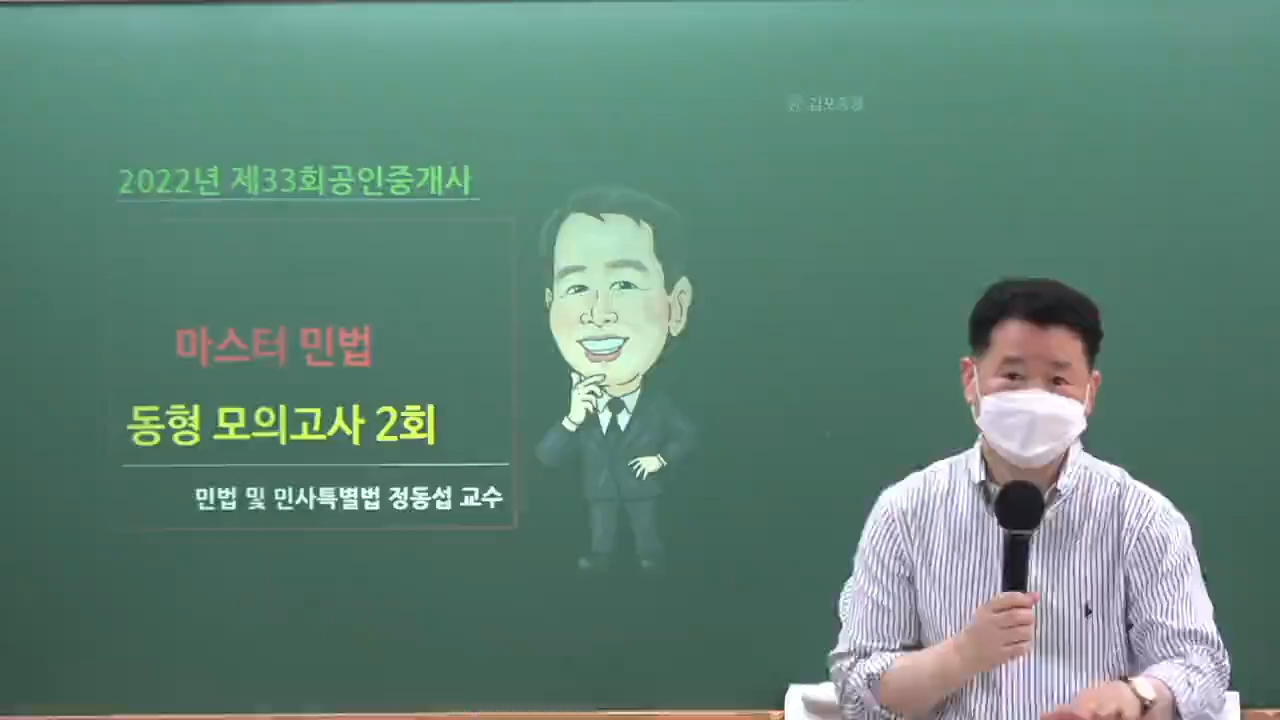 2022년 제33회공인중개사
마스터 민법
동형 모의고사 2회
민법 및 민사특별법 정동섭 교수